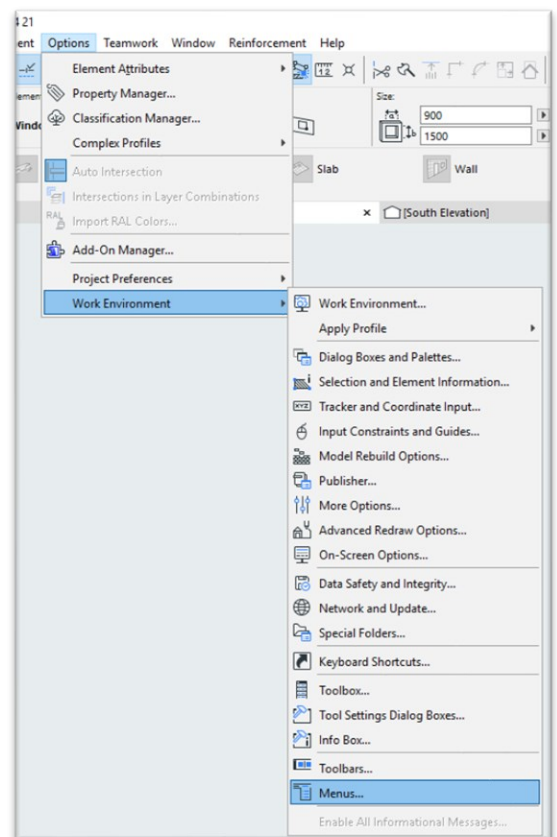 4 21
ent Options Teamwork Window Reinforcement Help
Element Attributes
Size:
Property Manager...
900
Classification Manager...
Windo
1500
Complex Profiles
Auto Intersection
Slab
Wall
Intersections in Layer Combinations
RAL
Import RAL Colors...
[South Elevation]
Add-On Manager...
Project Preferences
Work Environment
Work Environment...
Apply Profile
Dialog Boxes and Palettes...
Selection and Element Information...
XYZ
Tracker and Coordinate Input...
Input Constraints and Guides...
Model Rebuild Options...
Publisher...
More Options...
Advanced Redraw Options...
On-Screen Options...
Data Safety and Integrity...
Network and Update...
Special Folders...
Keyboard Shortcuts...
Toolbox...
Tool Settings Dialog Boxes...
Info Box...
Toolbars...
Menus...
Enable All Informational Messages...